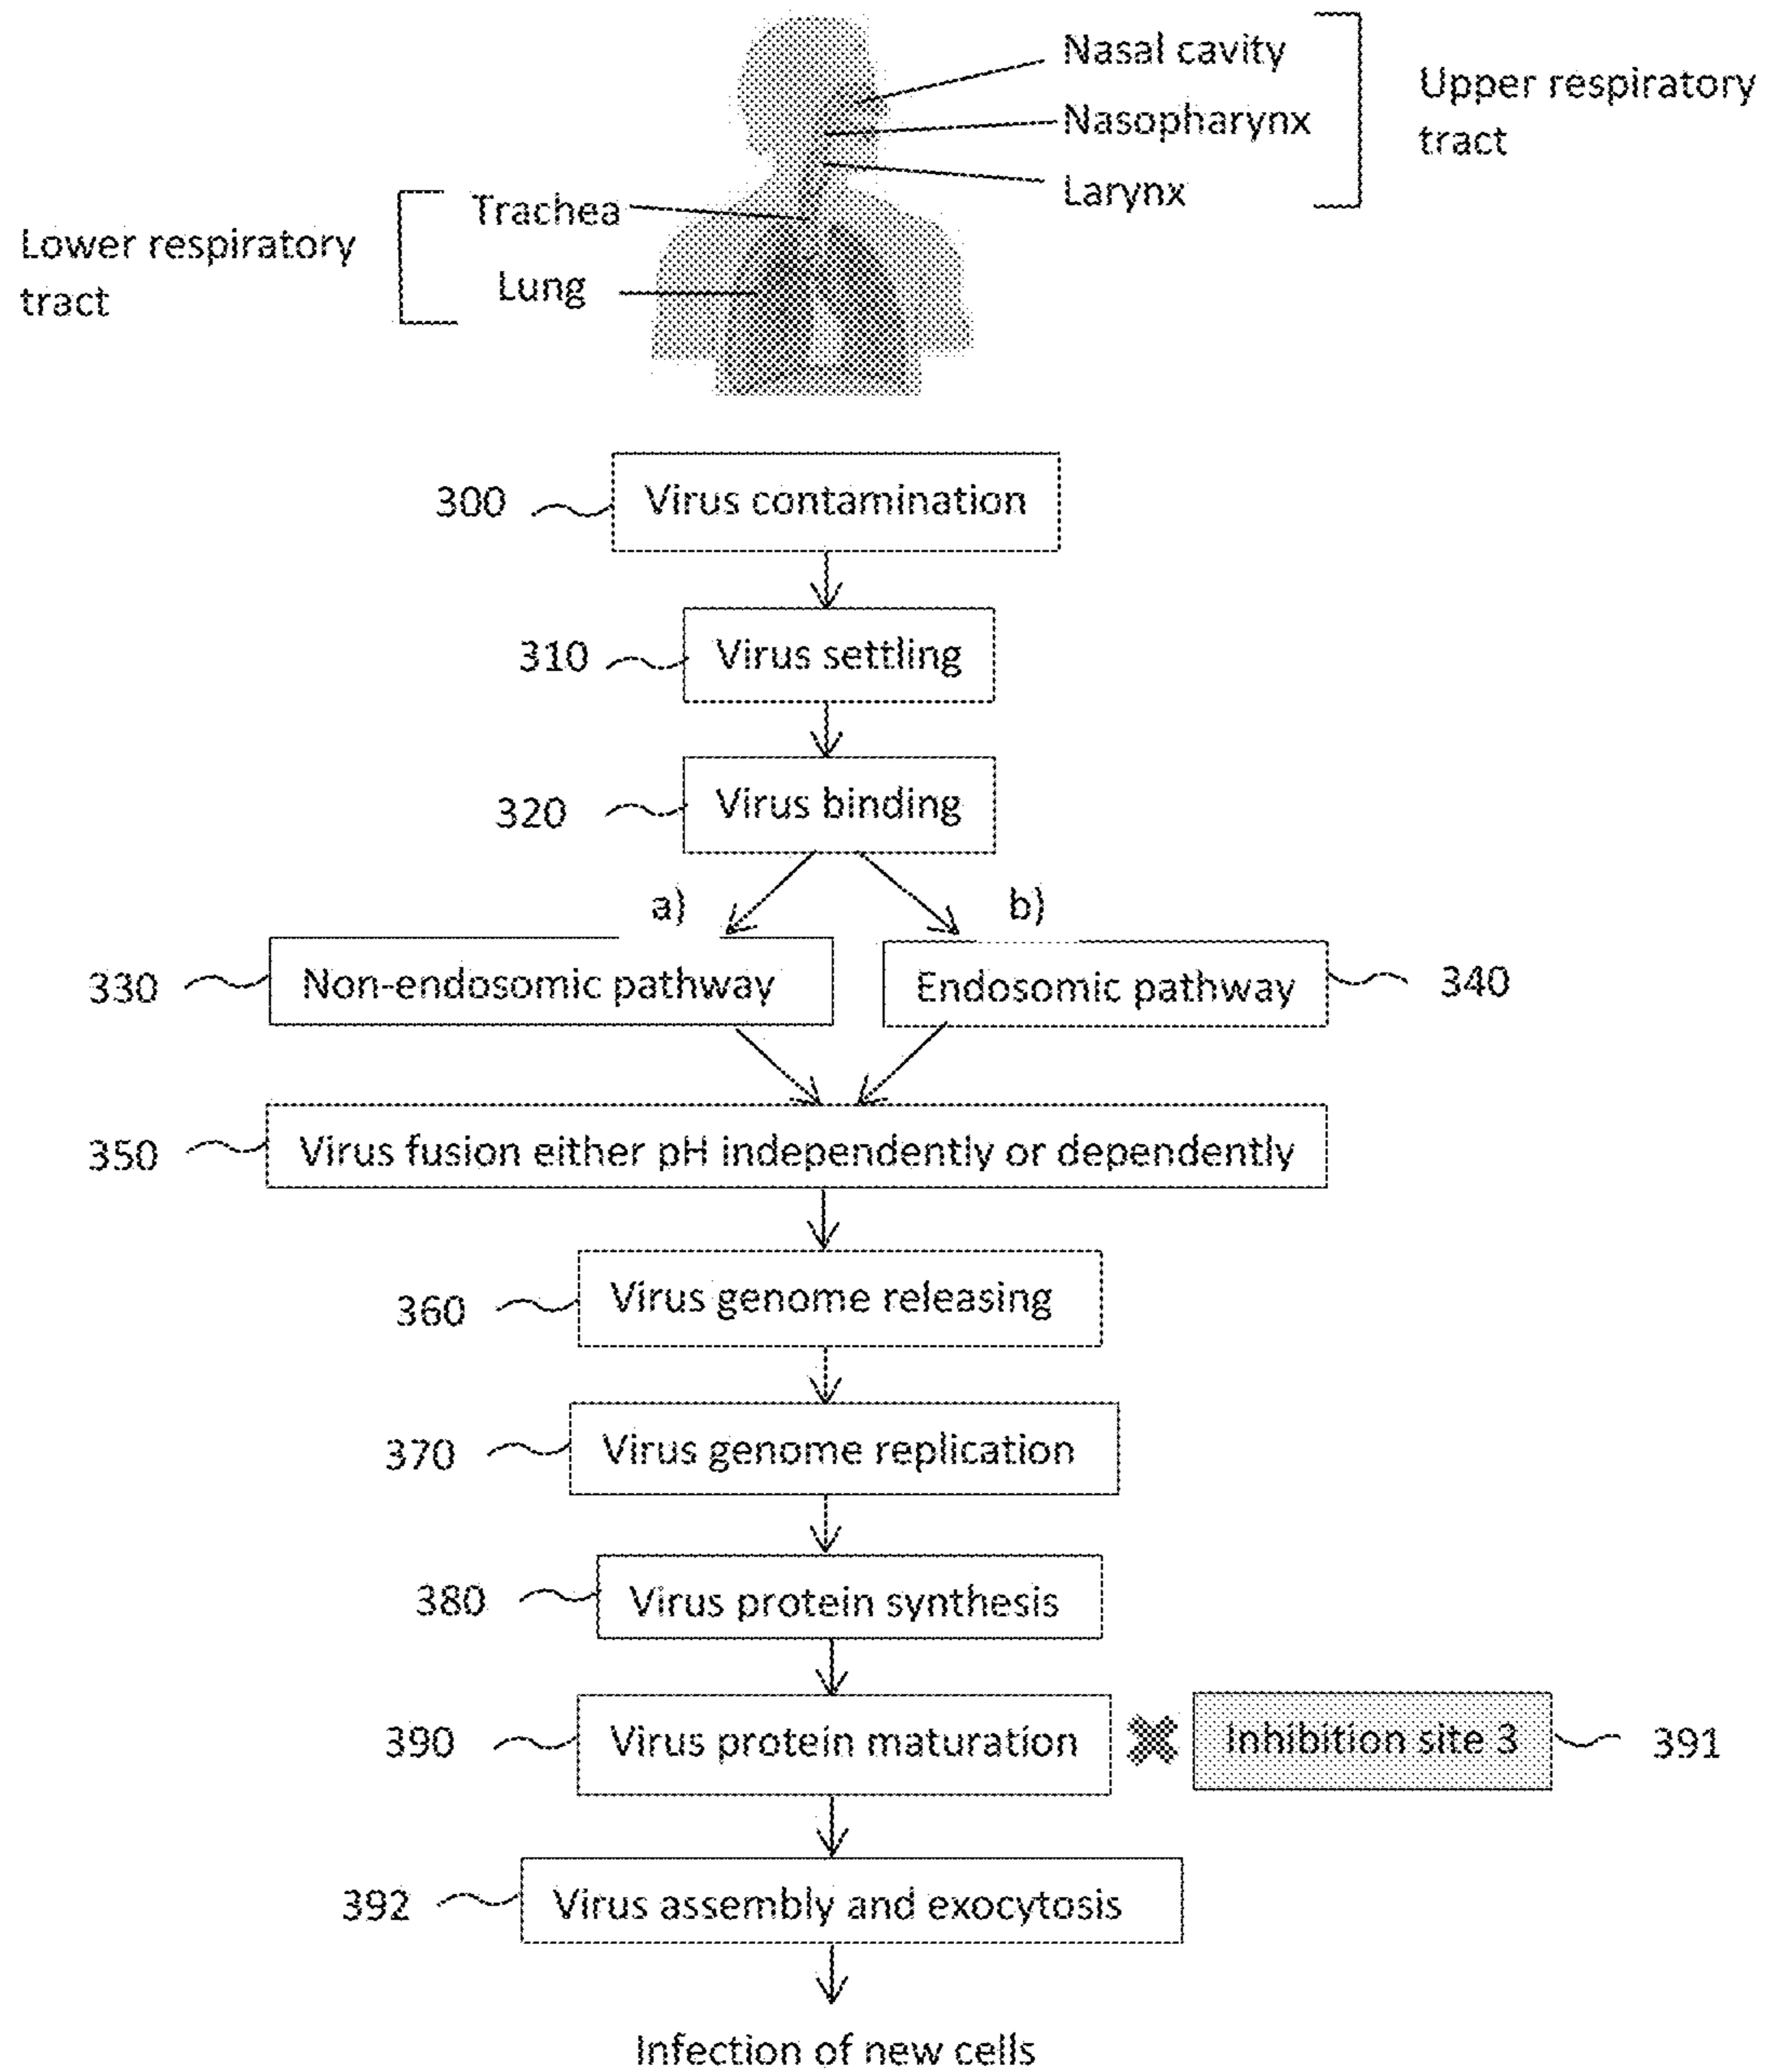 Nasal cavity
Nasopharynx
Larynx
Upper respiratory
tract
Trachea
Lung
Lower respiratory
tract
300
Virus contamination
310
Virus settling
320
Virus binding
a)
b)
330
Non-endosomic pathway
Endosomic pathway
340
350
Virus fusion either pH independently or dependently
360
Virus genome releasing
370
Virus genome replication
380
Virus protein synthesis
390
Virus protein maturation
Inhibition site 3
391
392
Virus assembly and exocytosis
Infection of new cells